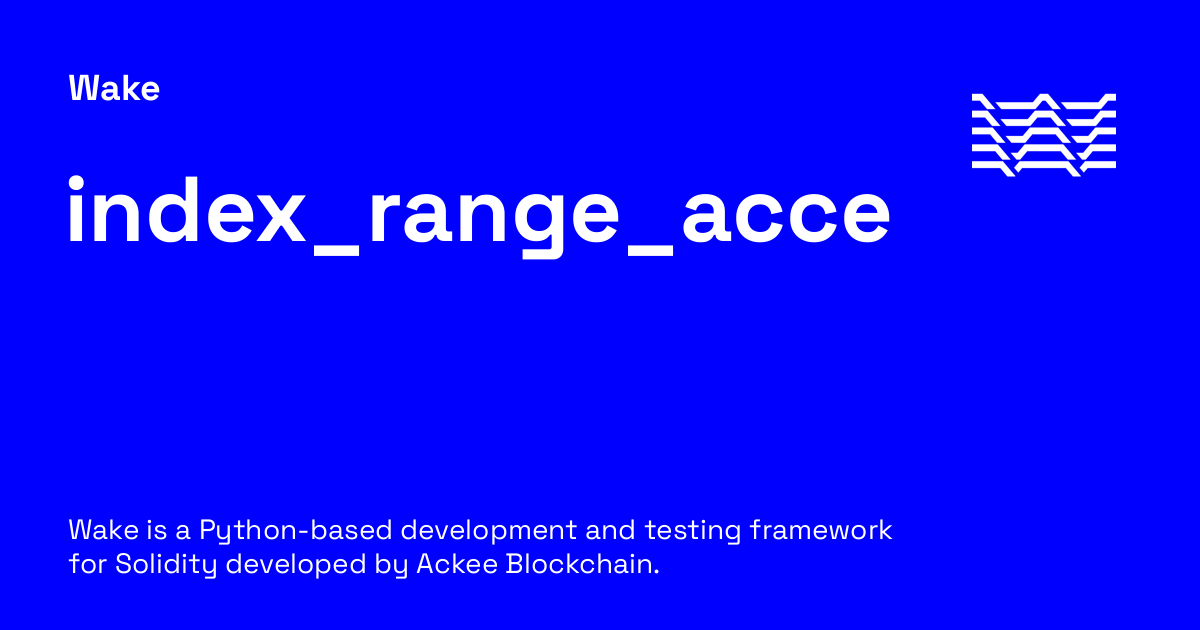 Wake
index_range_acce
Wake is a Python-based development and testing framework
for Solidity developed by Ackee Blockchain.